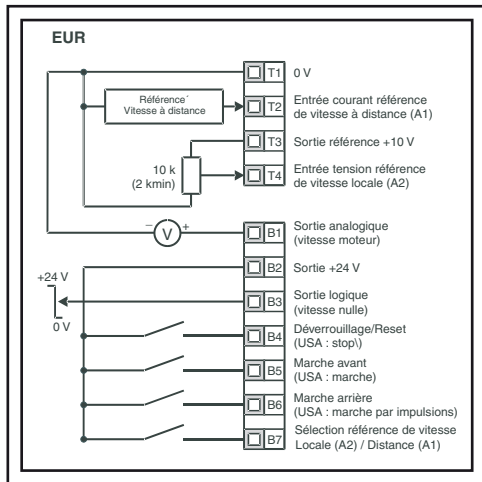 EUR
T1 0 V
Référence´
Vitesse à distance
T2 Entrée courant référence
de vitesse à distance (A1)
T3 Sortie référence +10 V
10 k
(2 kmin)
T4 Entrée tension référence
de vitesse locale (A2)
− V +
B1 Sortie analogique
(vitesse moteur)
B2 Sortie +24 V
+24 V
0 V
B3 Sortie logique
(vitesse nulle)
B4 Déverrouillage/Reset
(USA : stop\)
B5 Marche avant
(USA : marche)
B6 Marche arrière
(USA : marche par impulsions)
B7 Sélection référence de vitesse
Locale (A2) / Distance (A1)